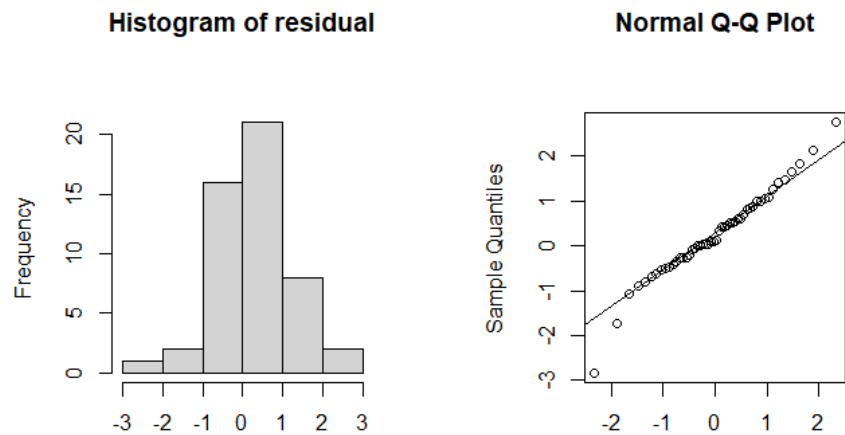 Histogram of residual
Frequency
20
15
10
5
0
-3 -2 -1 0 1 2 3
Normal Q-Q Plot
Sample Quantiles
2
1
0
-1
-2
-3
-2 -1 0 1 2